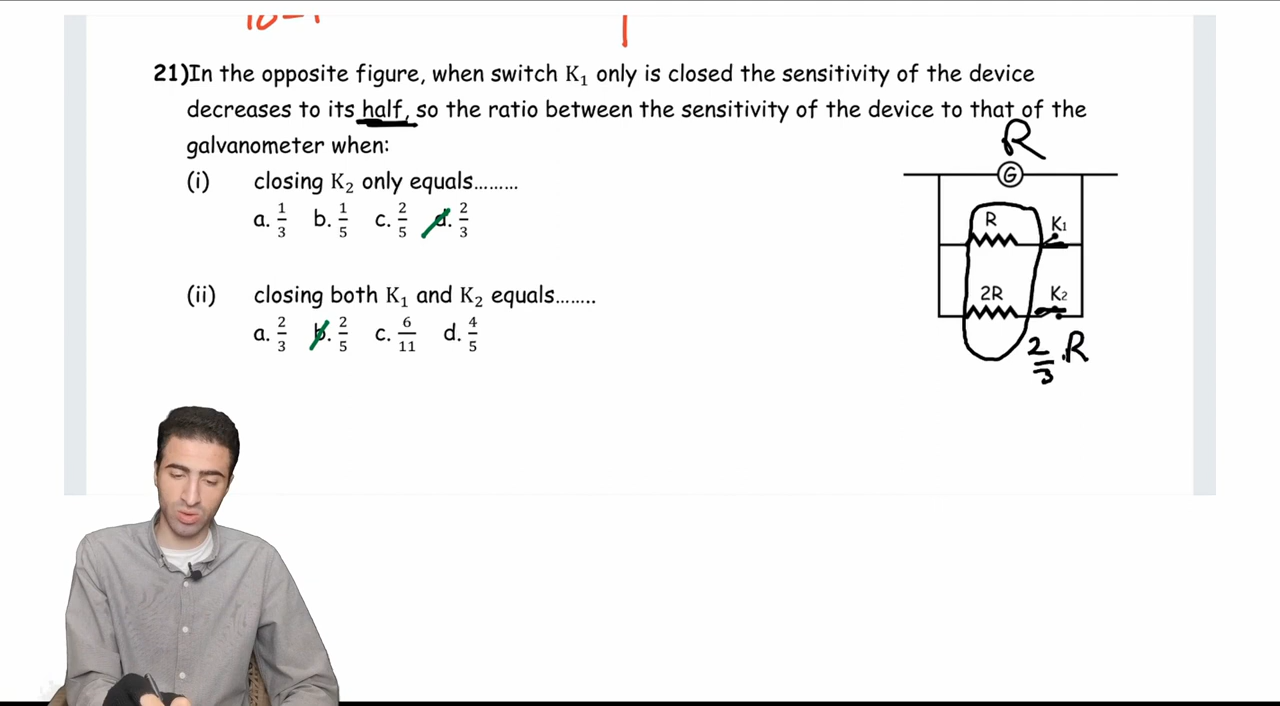 21)In the opposite figure, when switch K₁ only is closed the sensitivity of the device
decreases to its half, so the ratio between the sensitivity of the device to that of the
galvanometer when:
(i) closing K₂ only equals.........
a. 1/3 b. 1/5 c. 2/5 d. 2/3
(ii) closing both K₁ and K₂ equals........
a. 2/3 b. 2/5 c. 6/11 d. 4/5
R
G
R K₁
2R K₂
2/3 .R